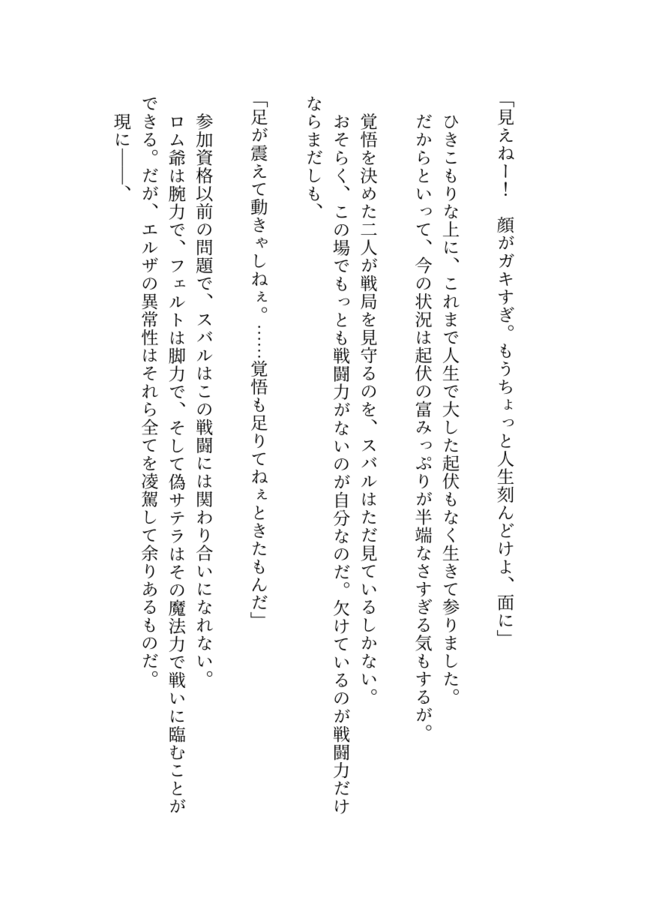 「見えねー！　顔がガキすぎ。もうちょっと人生刻んどけよ、面に」
ひきこもりな上に、これまで人生で大した起伏もなく生きて参りました。
だからといって、今の状況は起伏の富みっぷりが半端なさすぎる気もするが。
覚悟を決めた二人が戦局を見守るのを、スバルはただ見ているしかない。
おそらく、この場でもっとも戦闘力がないのが自分なのだ。欠けているのが戦闘力だけ
ならまだしも、
「足が震えて動きゃしねぇ。……覚悟も足りてねぇときたもんだ」
参加資格以前の問題で、スバルはこの戦闘には関わり合いになれない。
ロム爺は腕力で、フェルトは脚力で、そして偽サテラはその魔法力で戦いに臨むことが
できる。だが、エルザの異常性はそれら全てを凌駕して余りあるものだ。
現に――、